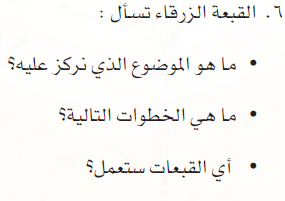 ٦. القبعة الزرقاء تسأل :
• ما هو الموضوع الذي نركز عليه؟
• ما هي الخطوات التالية؟
• أي القبعات ستعمل؟